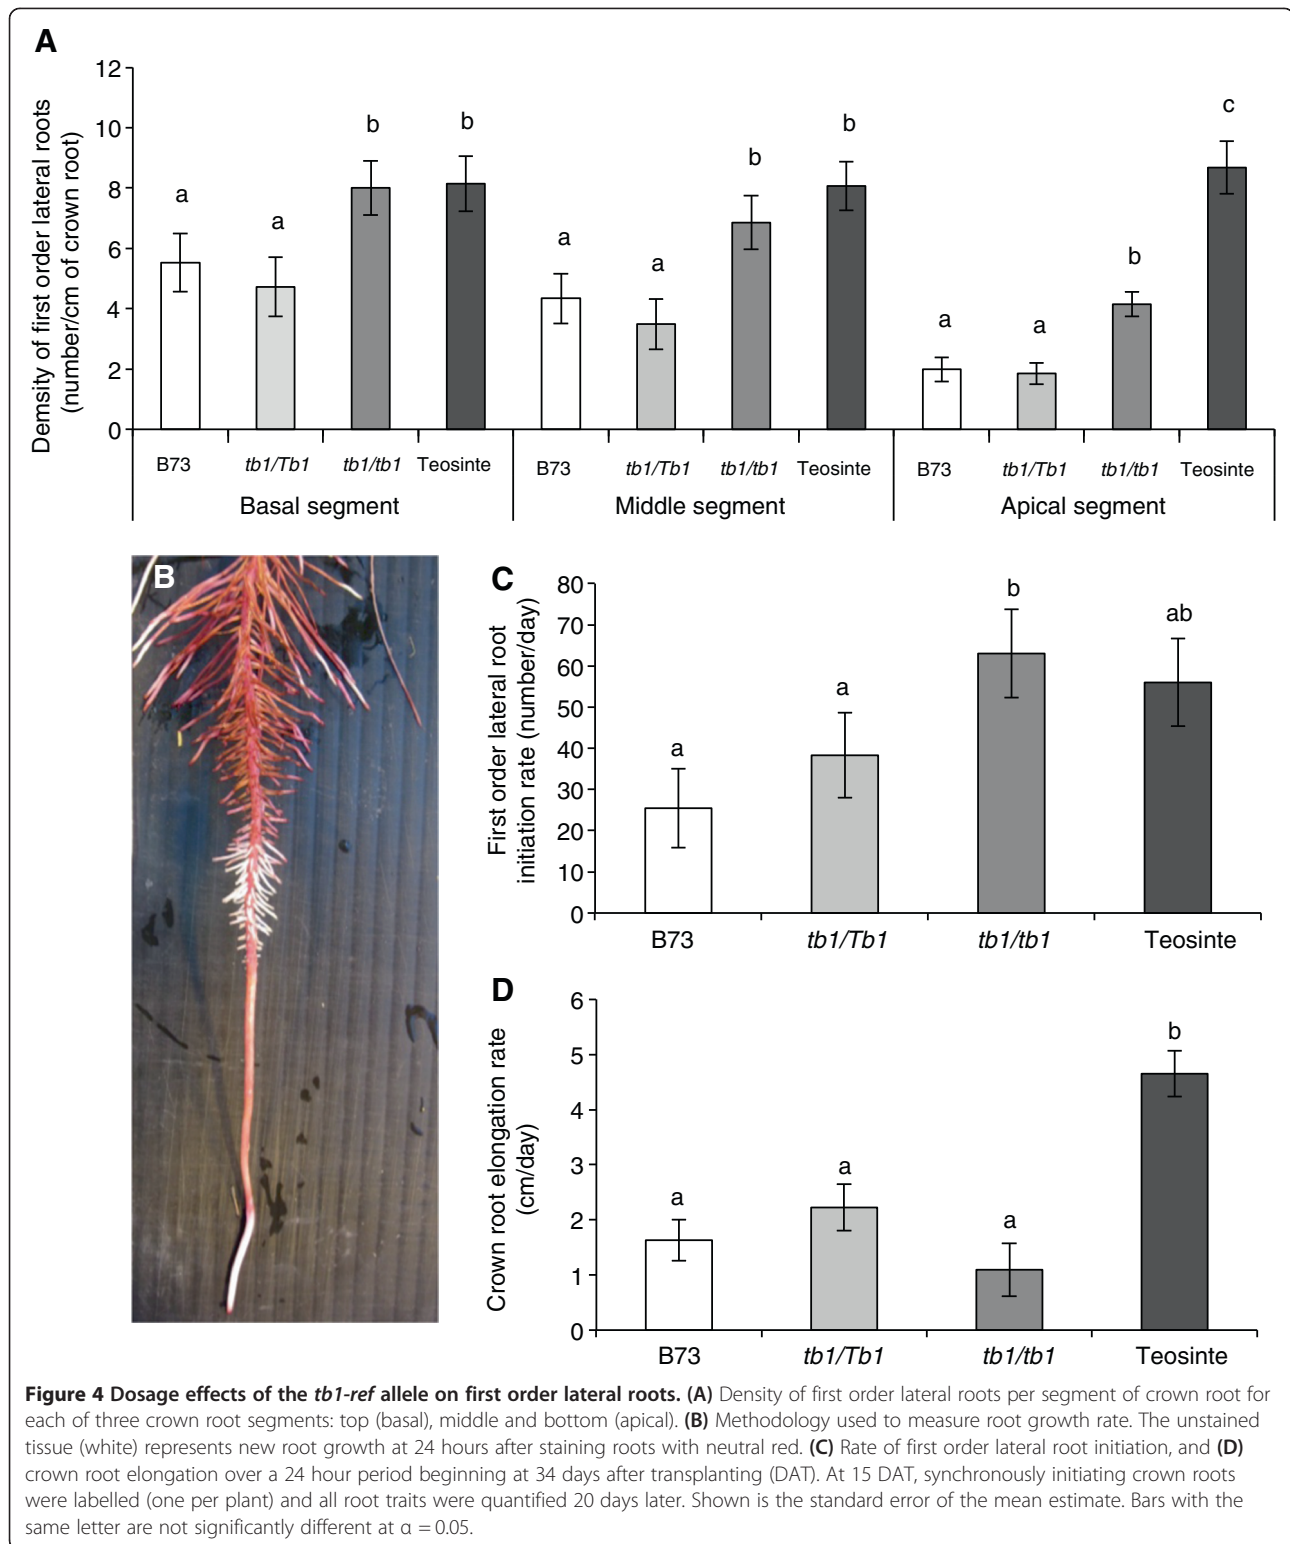 A
Demsity of first order lateral roots
(number/cm of crown root)
12
10
8
6
4
2
0
a
a
b
b
a
a
b
b
a
a
b
c
B73
tb1/Tb1
tb1/tb1
Teosinte
B73
tb1/Tb1
tb1/tb1
Teosinte
B73
tb1/Tb1
tb1/tb1
Teosinte
Basal segment
Middle segment
Apical segment
B
C
First order lateral root
initiation rate (number/day)
80
70
60
50
40
30
20
10
0
a
a
b
ab
B73
tb1/Tb1
tb1/tb1
Teosinte
D
Crown root elongation rate
(cm/day)
6
5
4
3
2
1
0
a
a
a
b
B73
tb1/Tb1
tb1/tb1
Teosinte
Figure 4 Dosage effects of the tb1-ref allele on first order lateral roots. (A) Density of first order lateral roots per segment of crown root for
each of three crown root segments: top (basal), middle and bottom (apical). (B) Methodology used to measure root growth rate. The unstained
tissue (white) represents new root growth at 24 hours after staining roots with neutral red. (C) Rate of first order lateral root initiation, and (D)
crown root elongation over a 24 hour period beginning at 34 days after transplanting (DAT). At 15 DAT, synchronously initiating crown roots
were labelled (one per plant) and all root traits were quantified 20 days later. Shown is the standard error of the mean estimate. Bars with the
same letter are not significantly different at α = 0.05.